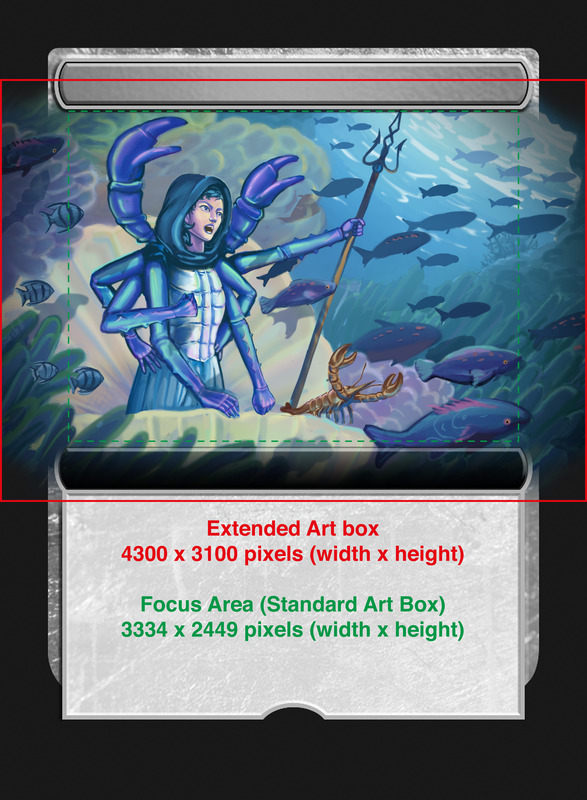 Extended Art box
4300 x 3100 pixels (width x height)
Focus Area (Standard Art Box)
3334 x 2449 pixels (width x height)